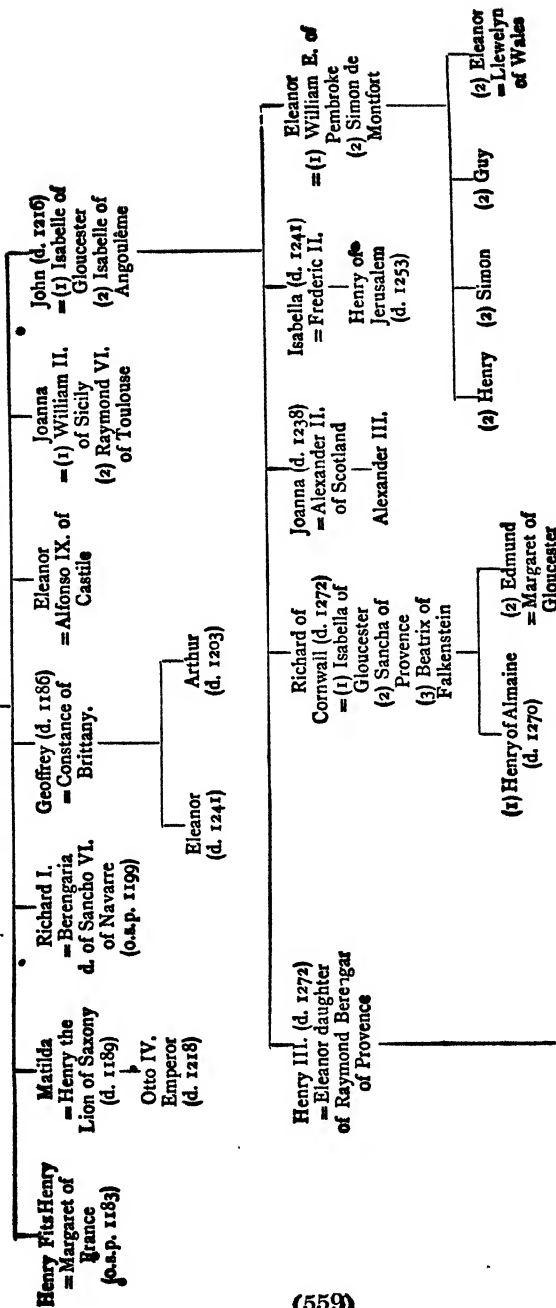 Henry FitzHenry
=Margaret of
France
(o.s.p. 1183)
Matilda
=Henry the
Lion of Saxony
(d. 1189)
Otto IV.
Emperor
(d. 1218)
Richard I.
=Berengaria
d. of Sancho VI.
of Navarre
(o.s.p. 1199)
Geoffrey (d. 1186)
=Constance of
Brittany.
Eleanor
(d. 1241)
Arthur
(d. 1203)
Eleanor
=Alfonso IX. of
Castile
Joanna
=(1) William II.
of Sicily
(2) Raymond VI.
of Toulouse
John (d. 1216)
=(1) Isabelle of
Gloucester
(2) Isabelle of
Angoulême
Henry III. (d. 1272)
=Eleanor daughter
of Raymond Berengar
of Provence
Richard of
Cornwall (d. 1272)
=(1) Isabella of
Gloucester
(2) Sancha of
Provence
(3) Beatrix of
Falkenstein
(1) Henry of Almaine
(d. 1270)
(2) Edmund
=Margaret of
Gloucester
Joanna (d. 1238)
=Alexander II.
of Scotland
Alexander III.
Isabella (d. 1241)
=Frederic II.
Henry of
Jerusalem
(d. 1253)
Eleanor
=(1) William E. of
Pembroke
(2) Simon de
Montfort
(2) Henry
(2) Simon
(2) Guy
(2) Eleanor
=Llewelyn
of Wales
(559)